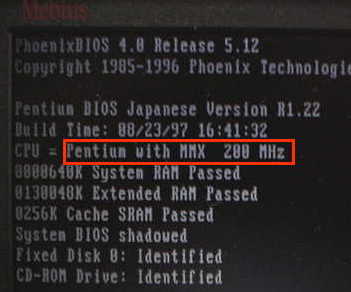 Mebius
PhoenixBIOS 4.0 Release 5.12
Copyright 1985-1996 Phoenix Technologie
Pentium BIOS Japanese Version R1.22
Build Time: 08/23/97 16:41:32
CPU = Pentium with MMX 200 MHz
0000640K System RAM Passed
0130048K Extended RAM Passed
0256K Cache SRAM Passed
System BIOS shadowed
Fixed Disk 0: Identified
CD-ROM Drive: Identified